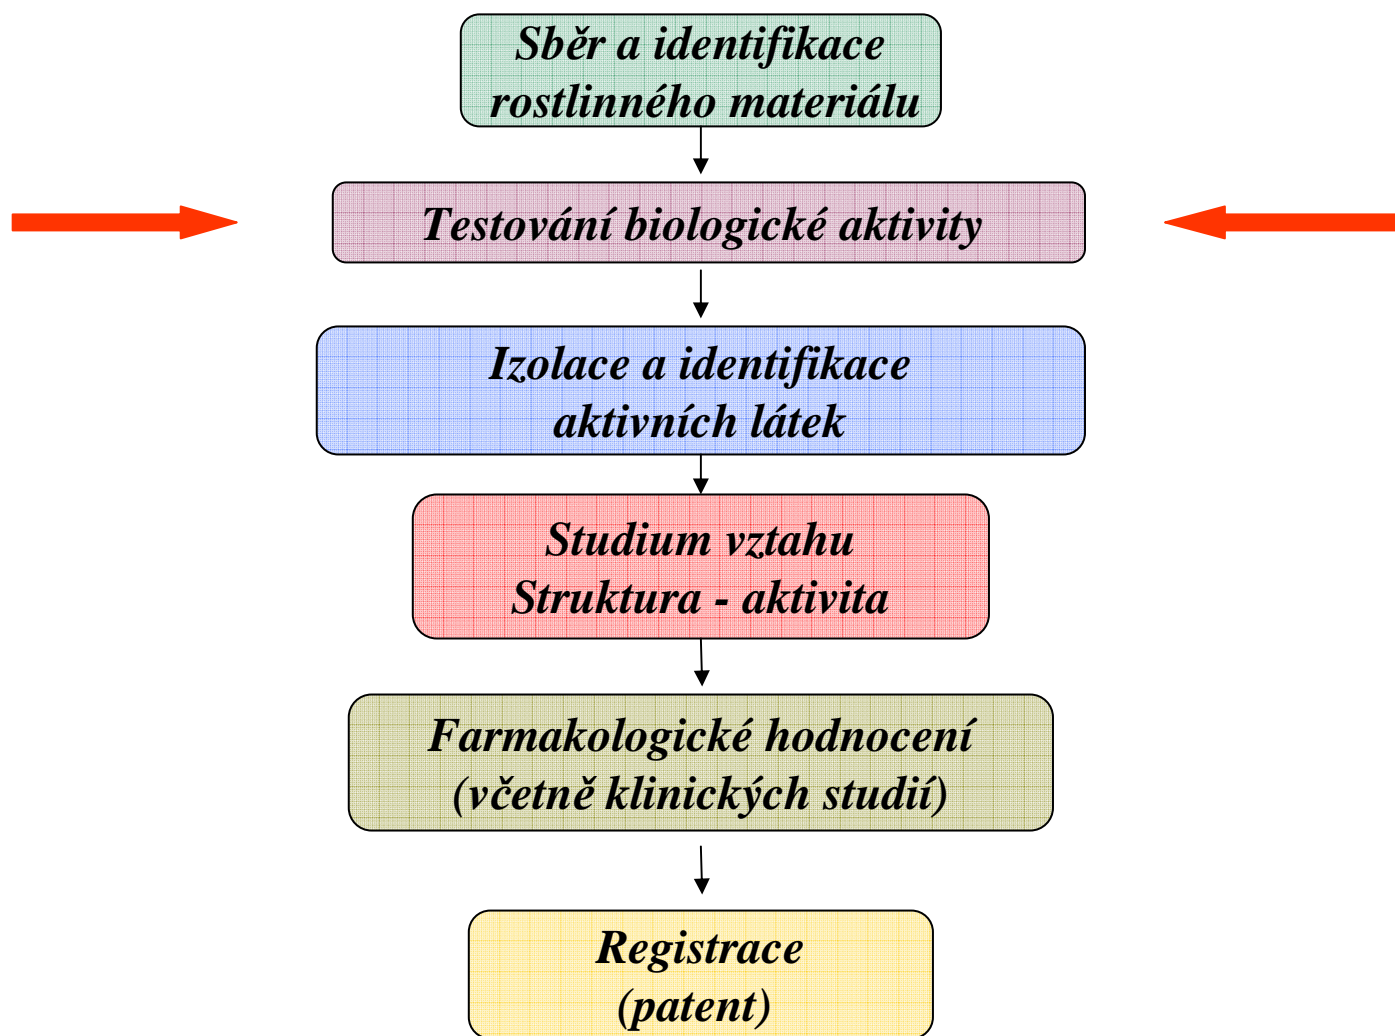 Sběr a identifikace
rostlinného materiálu
Testování biologické aktivity
Izolace a identifikace
aktivních látek
Studium vztahu
Struktura - aktivita
Farmakologické hodnocení
(včetně klinických studií)
Registrace
(patent)